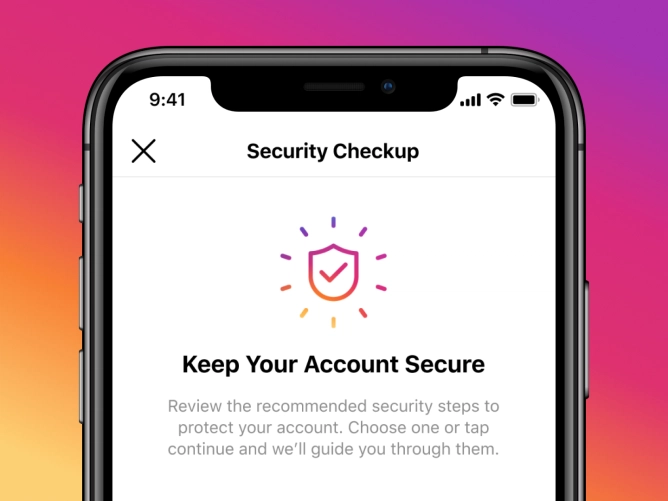 9:41
Security Checkup
Keep Your Account Secure
Review the recommended security steps to
protect your account. Choose one or tap
continue and we’ll guide you through them.